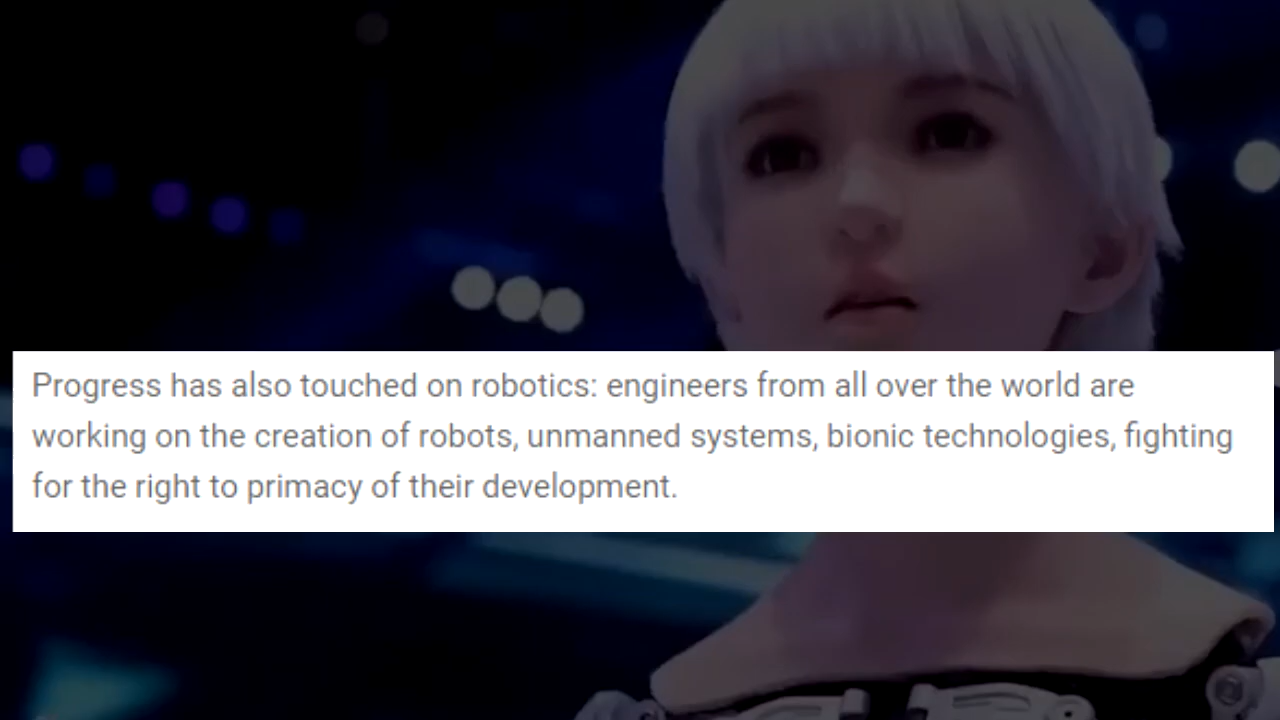 Progress has also touched on robotics: engineers from all over the world are
working on the creation of robots, unmanned systems, bionic technologies, fighting
for the right to primacy of their development.